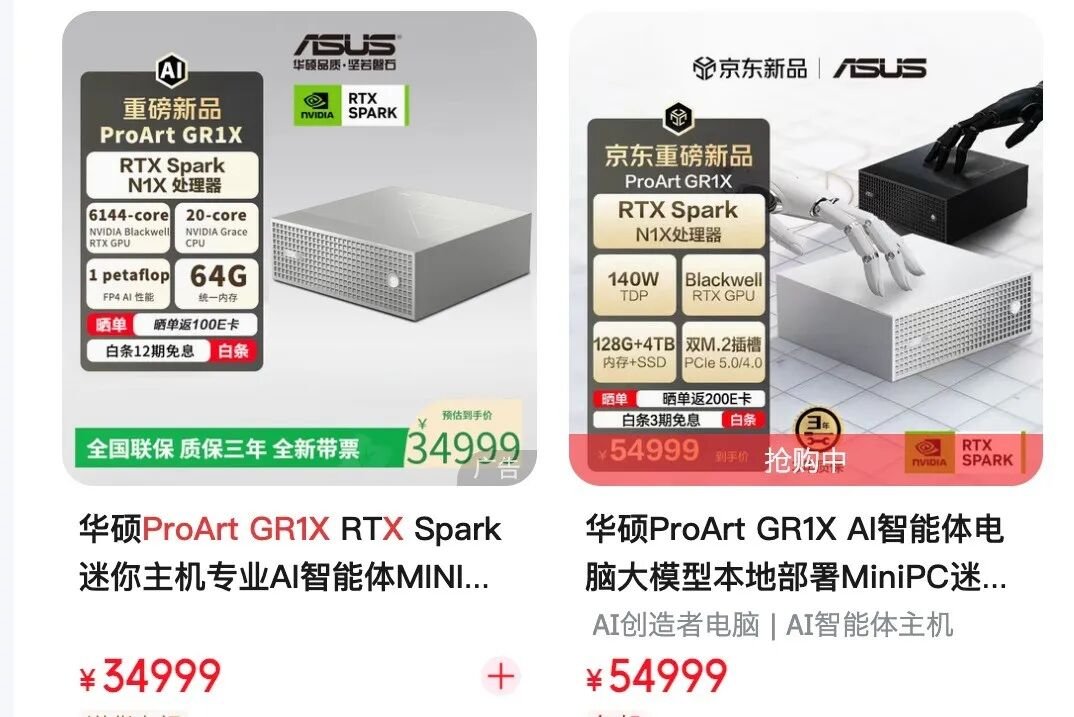 ASUS
华硕品质·坚若磐石
NVIDIA
RTX
SPARK
AI
重磅新品
ProArt GR1X
RTX Spark
N1X 处理器
6144-core
NVIDIA Blackwell
RTX GPU
20-core
NVIDIA Grace
CPU
1 petaflop
FP4 AI 性能
64G
统一内存
晒单 晒单返100E卡
白条12期免息 白条
全国联保 质保三年 全新带票
预估到手价
¥34999
广告
华硕ProArt GR1X RTX Spark
迷你主机专业AI智能体MINI...
¥34999
京东新品 | ASUS
京东重磅新品
ProArt GR1X
RTX Spark
N1X处理器
140W
TDP
Blackwell
RTX GPU
128G+4TB
内存+SSD
双M.2插槽
PCIe 5.0/4.0
晒单 晒单返200E卡
白条3期免息 白条
¥54999 到手价
3年
抢购中
NVIDIA
RTX
SPARK
华硕ProArt GR1X AI智能体电
脑大模型本地部署MiniPC迷...
AI创造者电脑 | AI智能体主机
¥54999